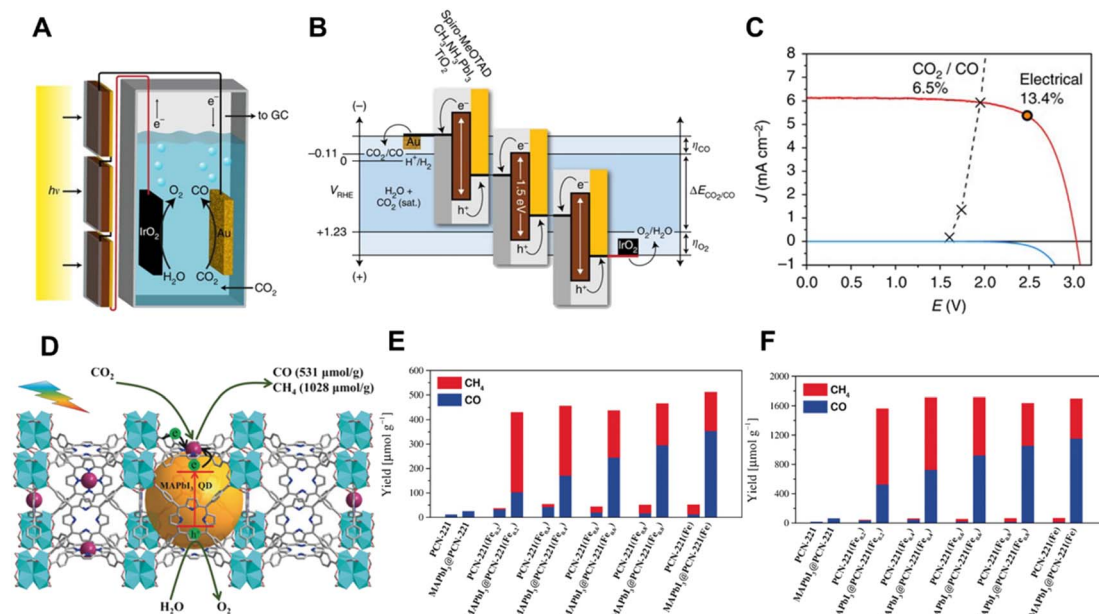 A
hν
e⁻
e⁻
to GC
O₂
CO
IrO₂
Au
H₂O
CO₂
CO₂
B
Spiro-MeOTAD
CH₃NH₃PbI₃
TiO₂
(−)
−0.11
0
V_RHE
+1.23
(+)
CO₂/CO
Au
H⁺/H₂
H₂O +
CO₂ (sat.)
e⁻
h⁺
e⁻
1.5 eV
h⁺
e⁻
h⁺
IrO₂
O₂/H₂O
η_CO
ΔE_CO₂/CO
η_O₂
C
J (mA cm⁻²)
8
7
6
5
4
3
2
1
0
−1
CO₂ / CO
6.5%
Electrical
13.4%
0.0 0.5 1.0 1.5 2.0 2.5 3.0
E (V)
D
CO₂
CO (531 μmol/g)
CH₄ (1028 μmol/g)
e⁻
e⁻
MAPbI₃ QD
h⁺
H₂O
O₂
E
Yield [μmol g⁻¹]
600
500
400
300
200
100
0
CH₄
CO
PCN-221
MAPbI₃@PCN-221
PCN-221(Fe₀.₂)
MAPbI₃@PCN-221(Fe₀.₂)
PCN-221(Fe₀.₄)
MAPbI₃@PCN-221(Fe₀.₄)
PCN-221(Fe₀.₆)
MAPbI₃@PCN-221(Fe₀.₆)
PCN-221(Fe₀.₈)
MAPbI₃@PCN-221(Fe₀.₈)
PCN-221(Fe)
MAPbI₃@PCN-221(Fe)
F
Yield [μmol g⁻¹]
1800
1500
1200
900
600
300
0
CH₄
CO
PCN-221
MAPbI₃@PCN-221
PCN-221(Fe₀.₂)
MAPbI₃@PCN-221(Fe₀.₂)
PCN-221(Fe₀.₄)
MAPbI₃@PCN-221(Fe₀.₄)
PCN-221(Fe₀.₆)
MAPbI₃@PCN-221(Fe₀.₆)
PCN-221(Fe₀.₈)
MAPbI₃@PCN-221(Fe₀.₈)
PCN-221(Fe)
MAPbI₃@PCN-221(Fe)